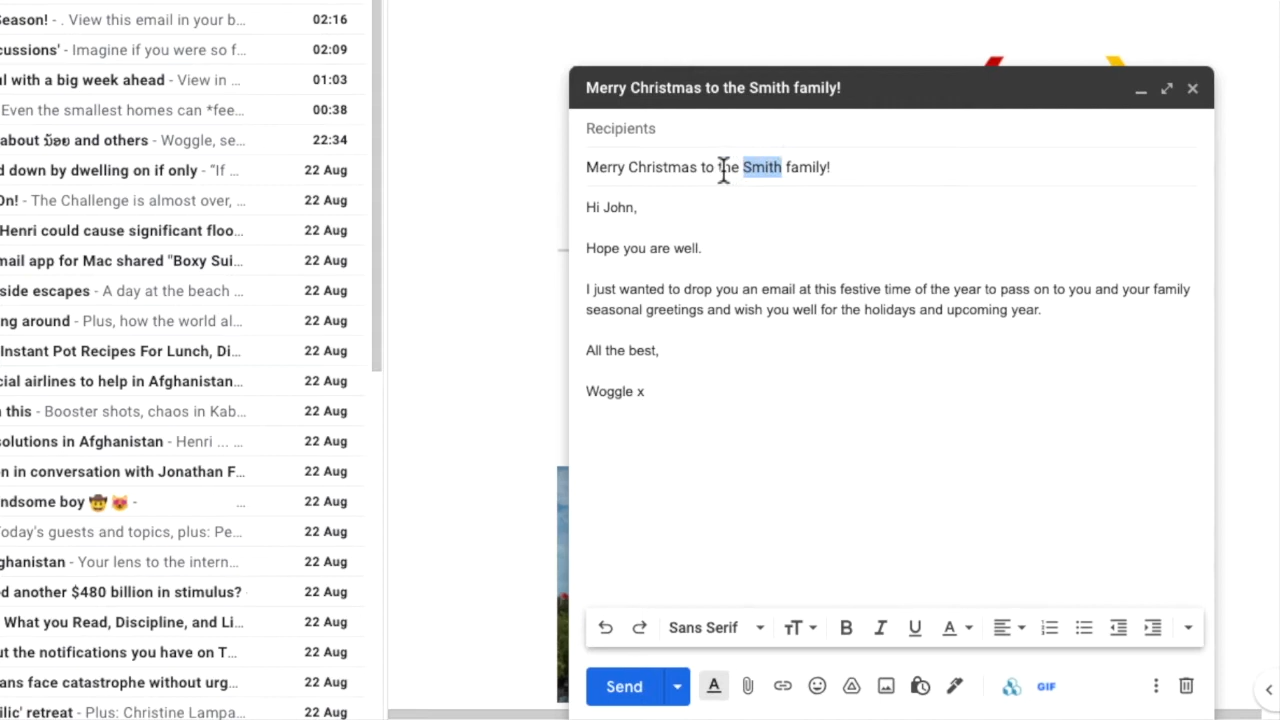 Season! - . View this email in your b... 02:16
cussions' - Imagine if you were so f... 02:09
l with a big week ahead - View in ... 01:03
Even the smallest homes can *fee... 00:38
about น้อย and others - Woggle, se... 22:34
d down by dwelling on if only - "If ... 22 Aug
On! - The Challenge is almost over, ... 22 Aug
Henri could cause significant floo... 22 Aug
mail app for Mac shared "Boxy Sui... 22 Aug
side escapes - A day at the beach ... 22 Aug
ng around - Plus, how the world al... 22 Aug
Instant Pot Recipes For Lunch, Di... 22 Aug
cial airlines to help in Afghanistan... 22 Aug
this - Booster shots, chaos in Kab... 22 Aug
solutions in Afghanistan - Henri ... ... 22 Aug
n in conversation with Jonathan F... 22 Aug
ndsome boy 🤠 😻 - ... 22 Aug
Today's guests and topics, plus: Pe... 22 Aug
ghanistan - Your lens to the intern... 22 Aug
d another $480 billion in stimulus? 22 Aug
What you Read, Discipline, and Li... 22 Aug
ut the notifications you have on T... 22 Aug
ans face catastrophe without urg... 22 Aug
ilic' retreat - Plus: Christine Lampa... 22 Aug
Merry Christmas to the Smith family!
Recipients
Merry Christmas to the Smith family!
Hi John,
Hope you are well.
I just wanted to drop you an email at this festive time of the year to pass on to you and your family
seasonal greetings and wish you well for the holidays and upcoming year.
All the best,
Woggle x
Sans Serif
Send GIF